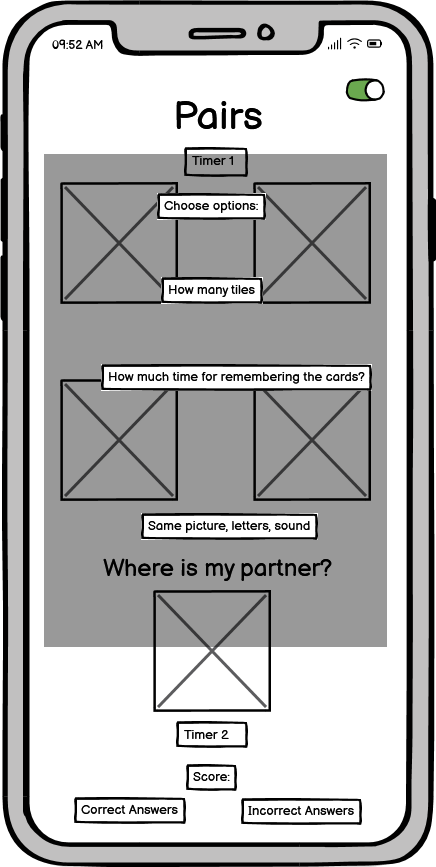 09:52 AM
Pairs
Timer 1
Choose options:
How many tiles
How much time for remembering the cards?
Same picture, letters, sound
Where is my partner?
Timer 2
Score:
Correct Answers
Incorrect Answers